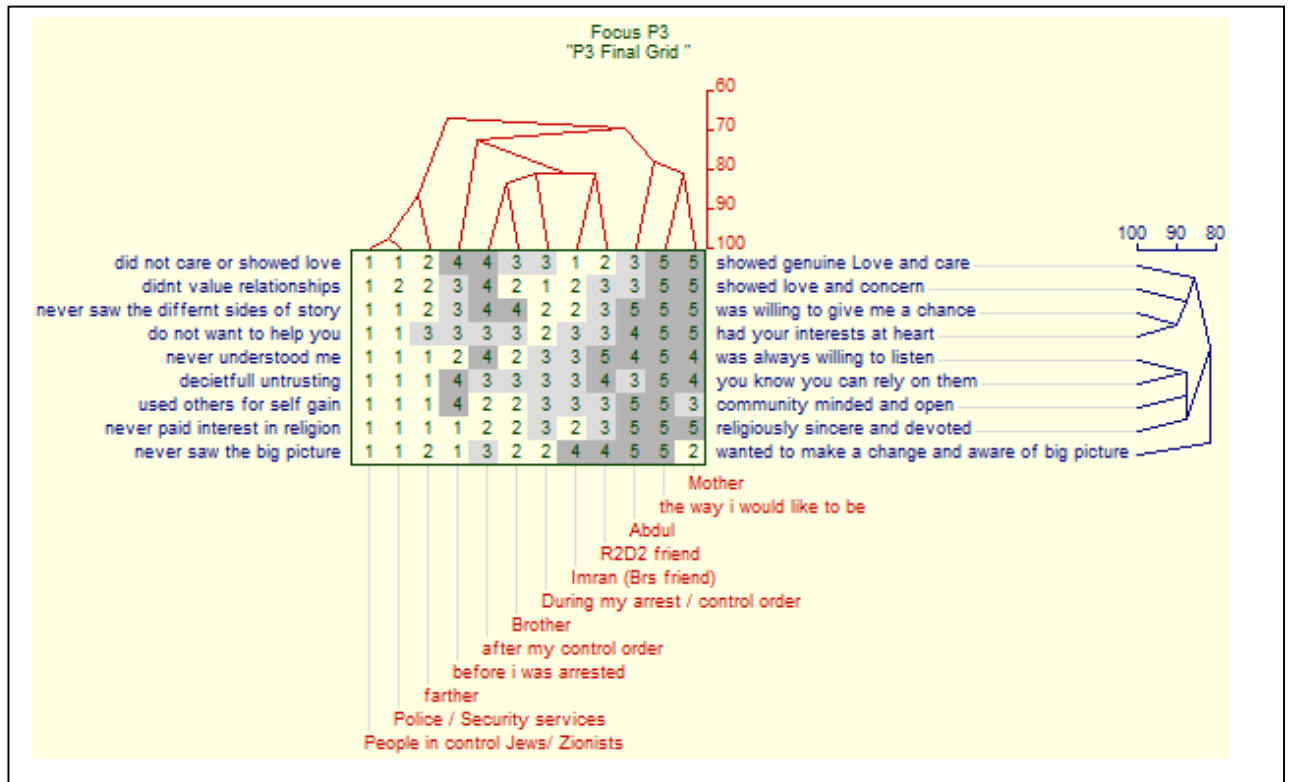 Focus P3
"P3 Final Grid "
60
70
80
90
100
100 90 80
did not care or showed love 1 1 2 4 4 3 3 1 2 3 5 5 showed genuine Love and care
didnt value relationships 1 2 2 3 4 2 1 2 3 3 5 5 showed love and concern
never saw the differnt sides of story 1 1 2 3 4 4 2 2 3 5 5 5 was willing to give me a chance
do not want to help you 1 1 3 3 3 3 2 3 3 4 5 5 had your interests at heart
never understood me 1 1 1 2 4 2 3 3 5 4 5 4 was always willing to listen
decietfull untrusting 1 1 1 4 3 3 3 3 4 3 5 4 you know you can rely on them
used others for self gain 1 1 1 4 2 2 3 3 3 5 5 3 community minded and open
never paid interest in religion 1 1 1 1 2 2 3 2 3 5 5 5 religiously sincere and devoted
never saw the big picture 1 1 2 1 3 2 2 4 4 5 5 2 wanted to make a change and aware of big picture
Mother
the way i would like to be
Abdul
R2D2 friend
Imran (Brs friend)
During my arrest / control order
Brother
after my control order
before i was arrested
farther
Police / Security services
People in control Jews/ Zionists